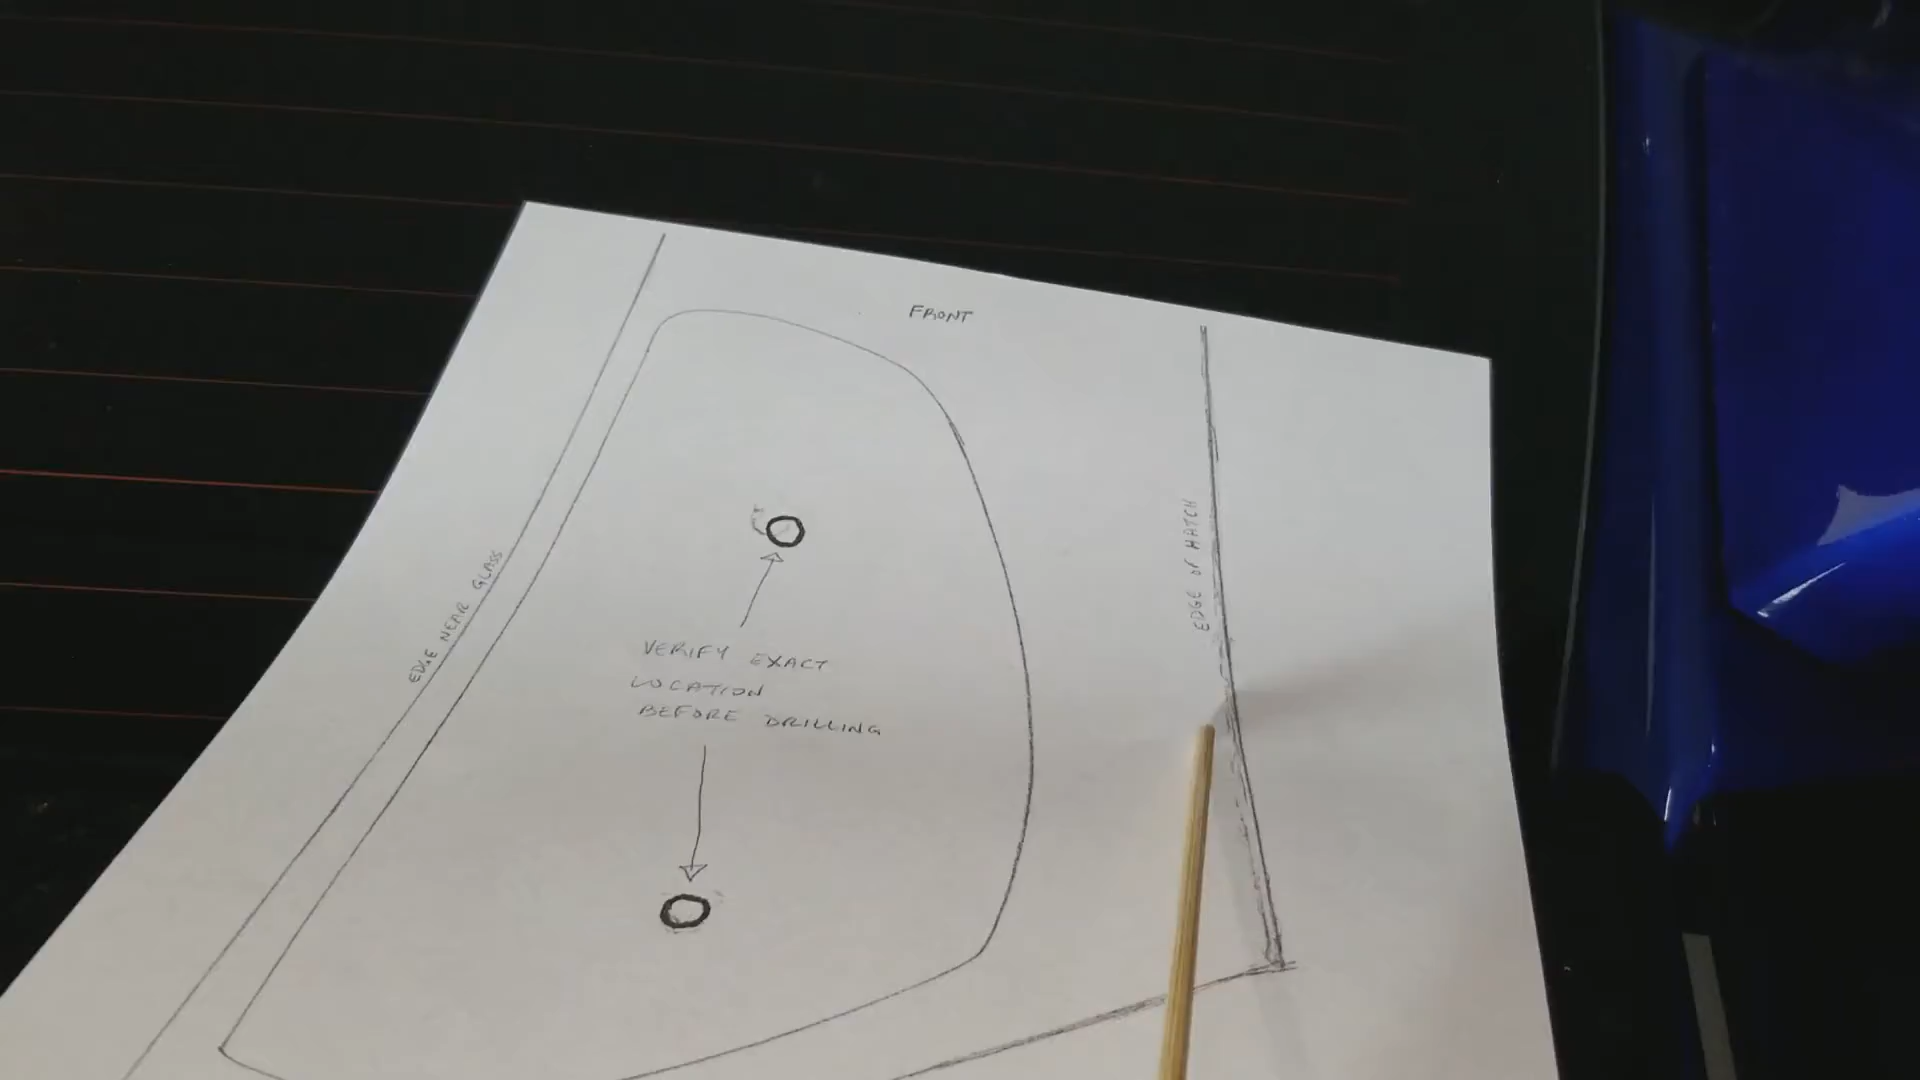 FRONT
EDGE OF HATCH
EDGE NEAR GLASS
VERIFY EXACT
LOCATION
BEFORE DRILLING